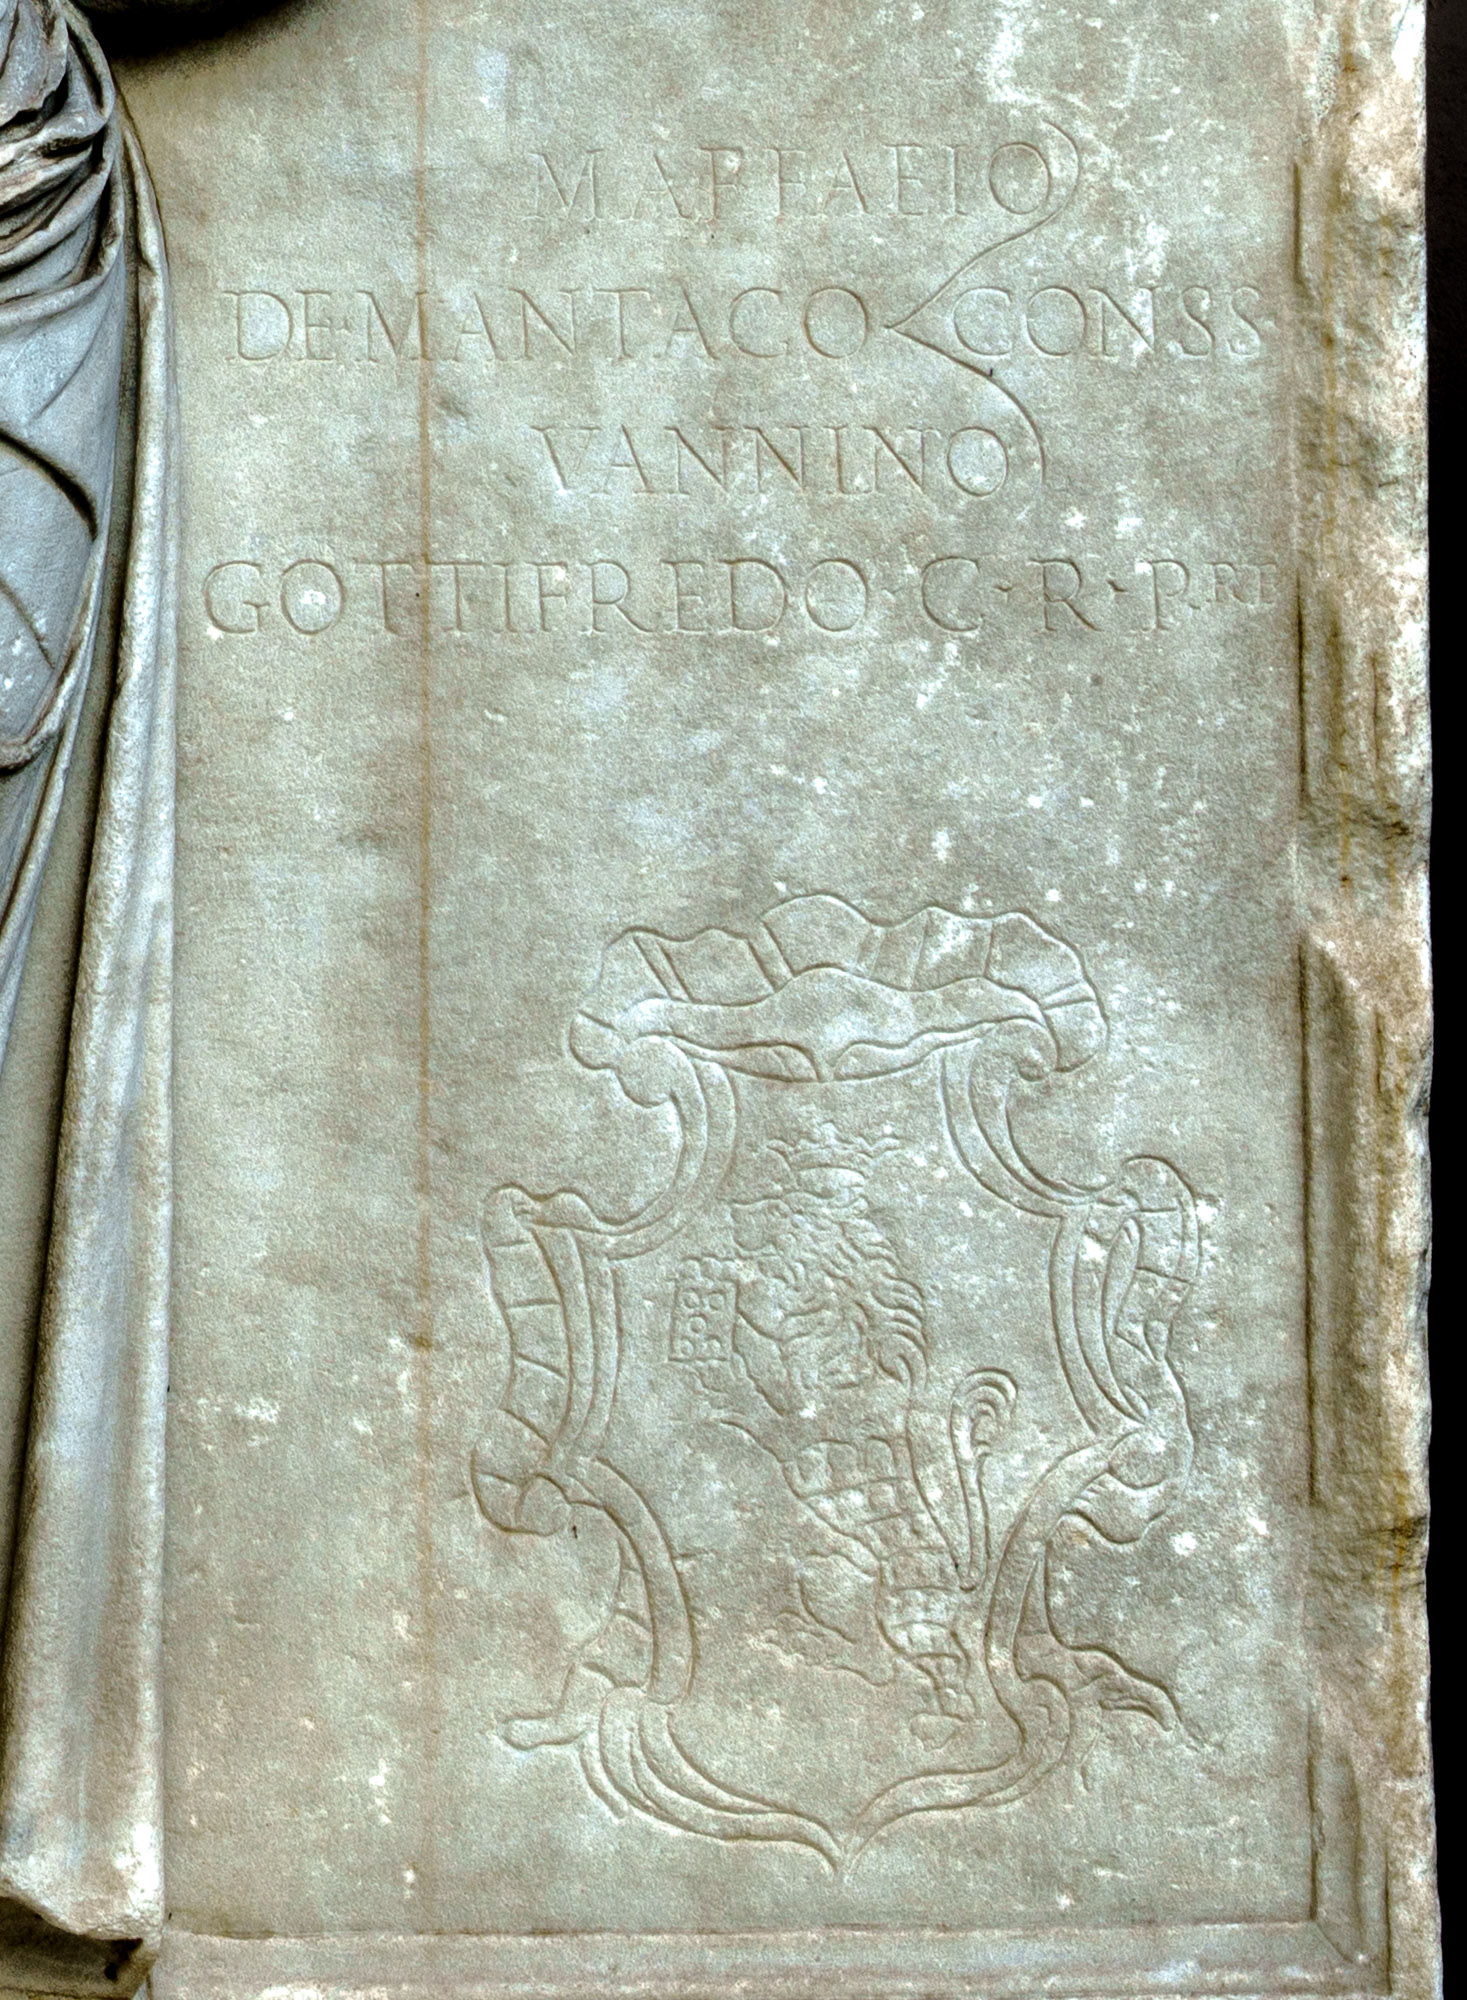 MAFFAEIO
DE·MANTACO CONSS·
VANNINO
GOTTIFREDO·C·R·P.RE